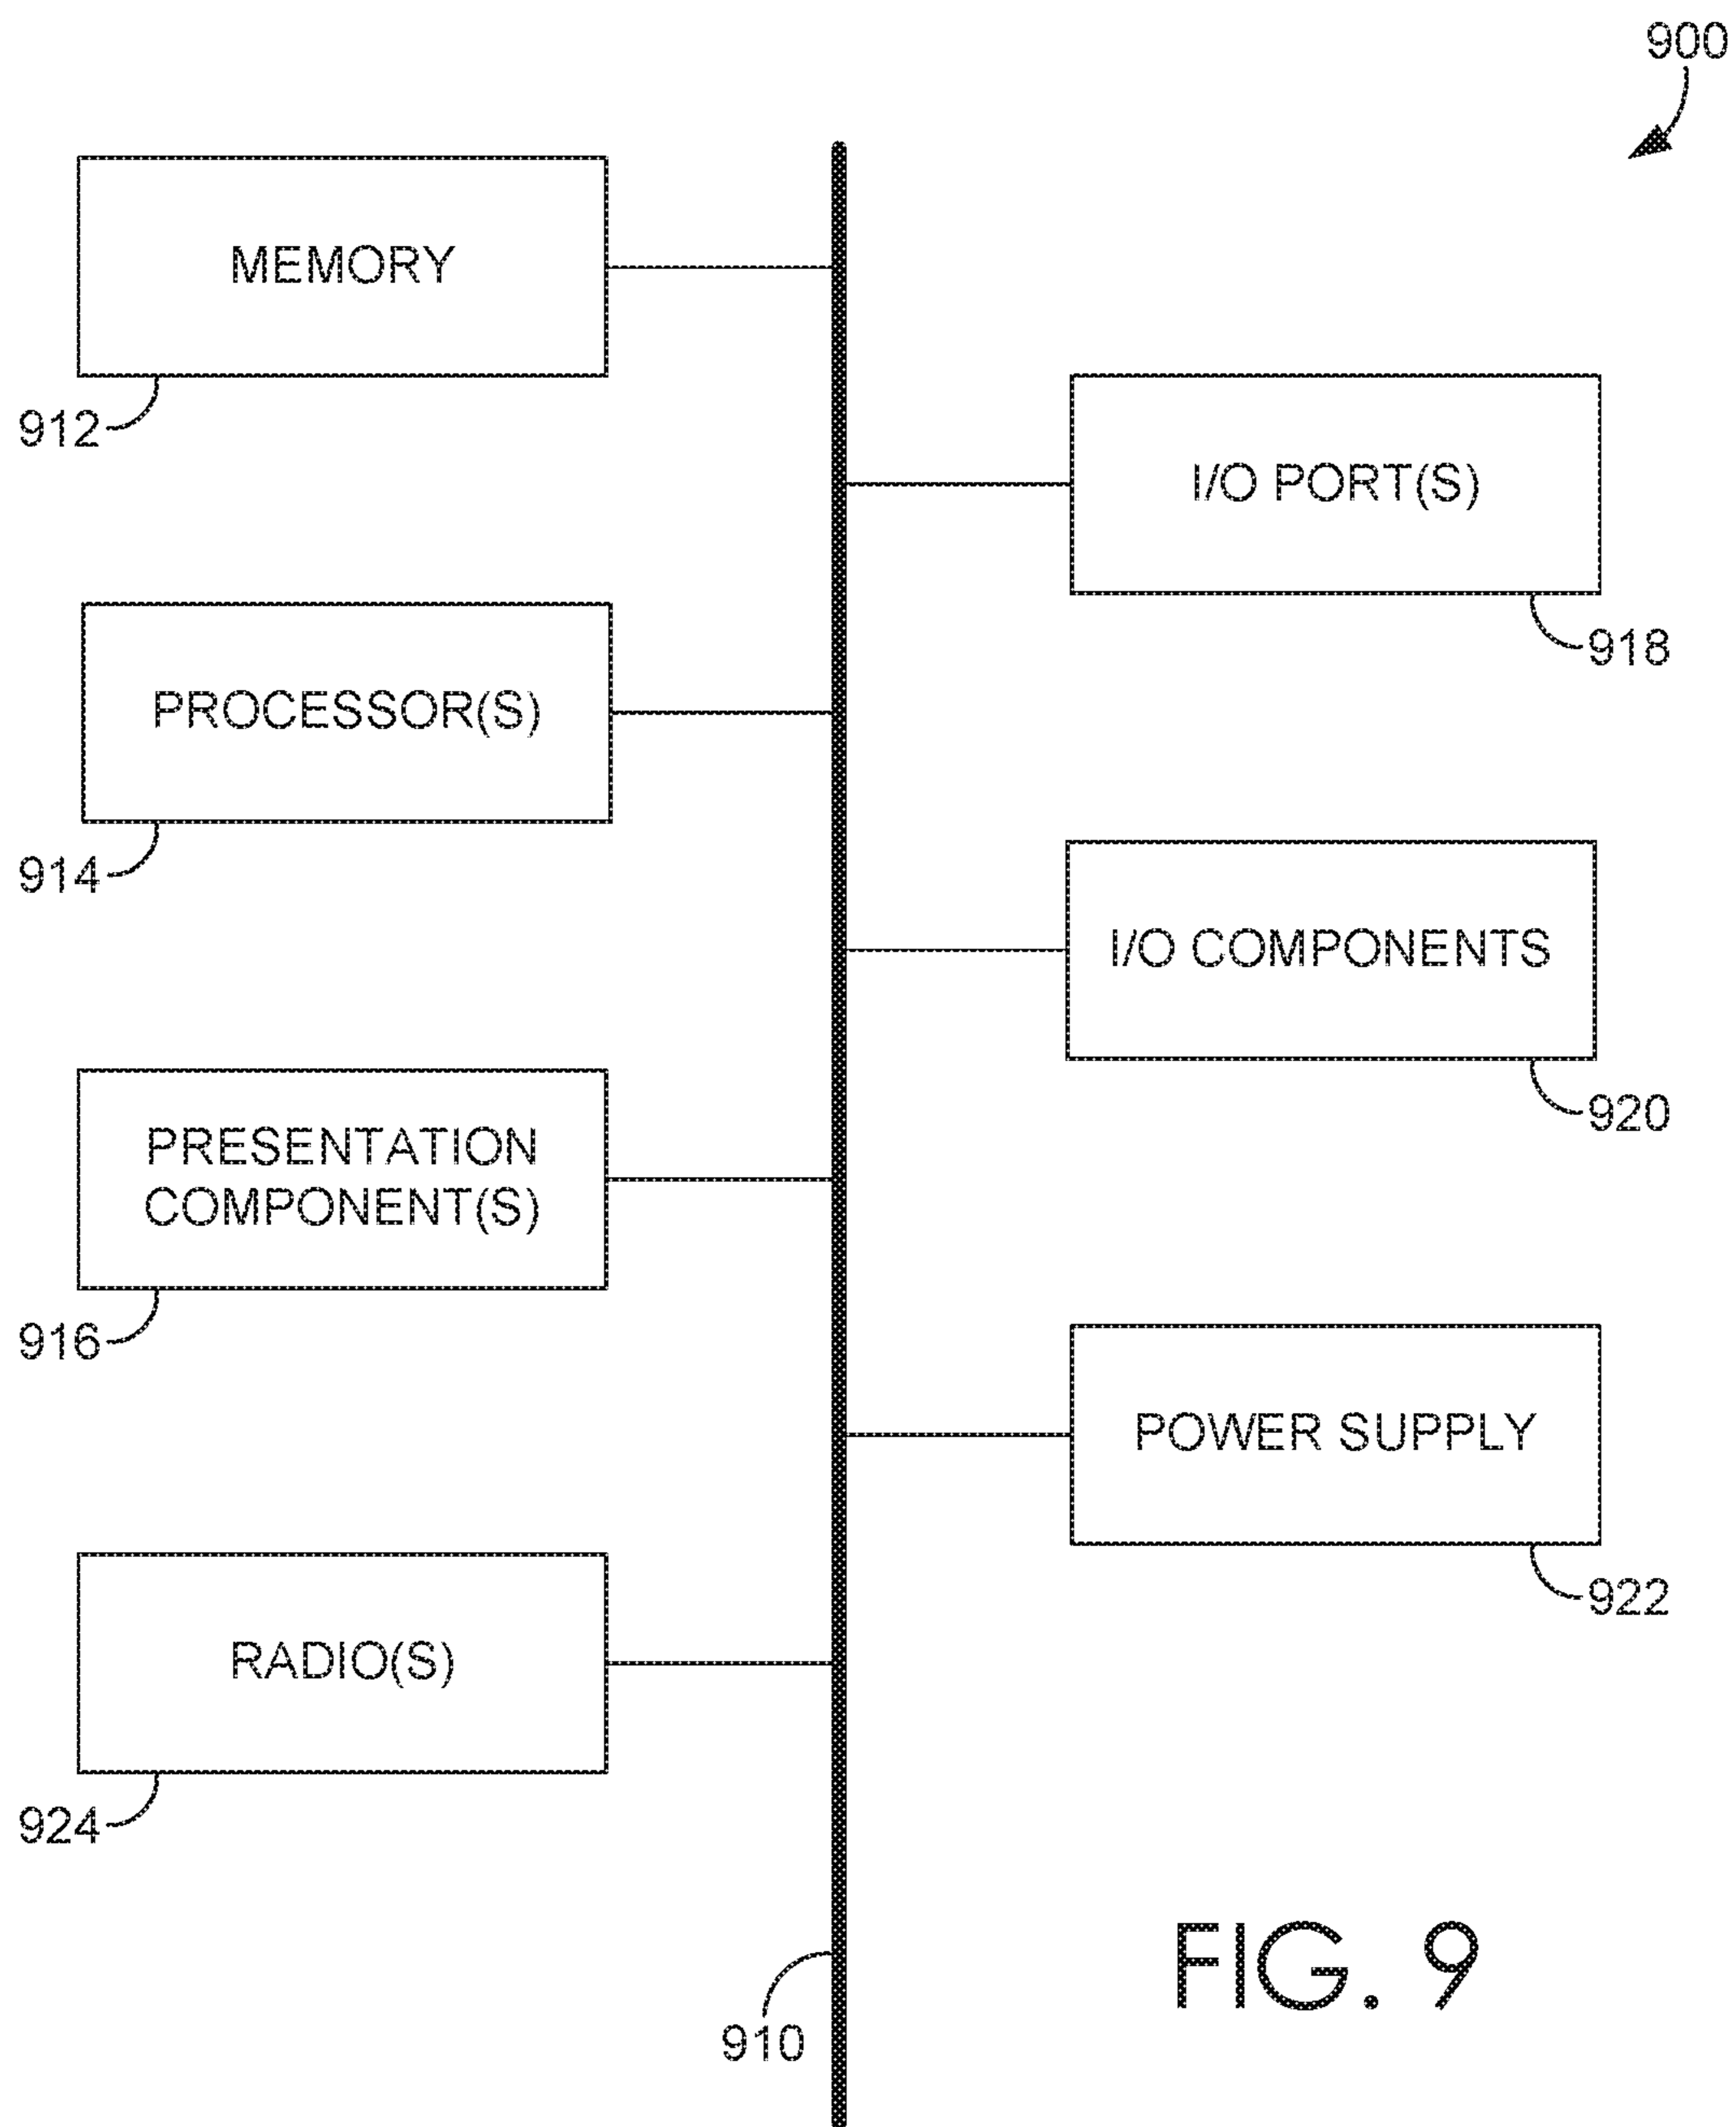 900
MEMORY
912
I/O PORT(S)
918
PROCESSOR(S)
914
I/O COMPONENTS
920
PRESENTATION
COMPONENT(S)
916
POWER SUPPLY
922
RADIO(S)
924
910
FIG. 9